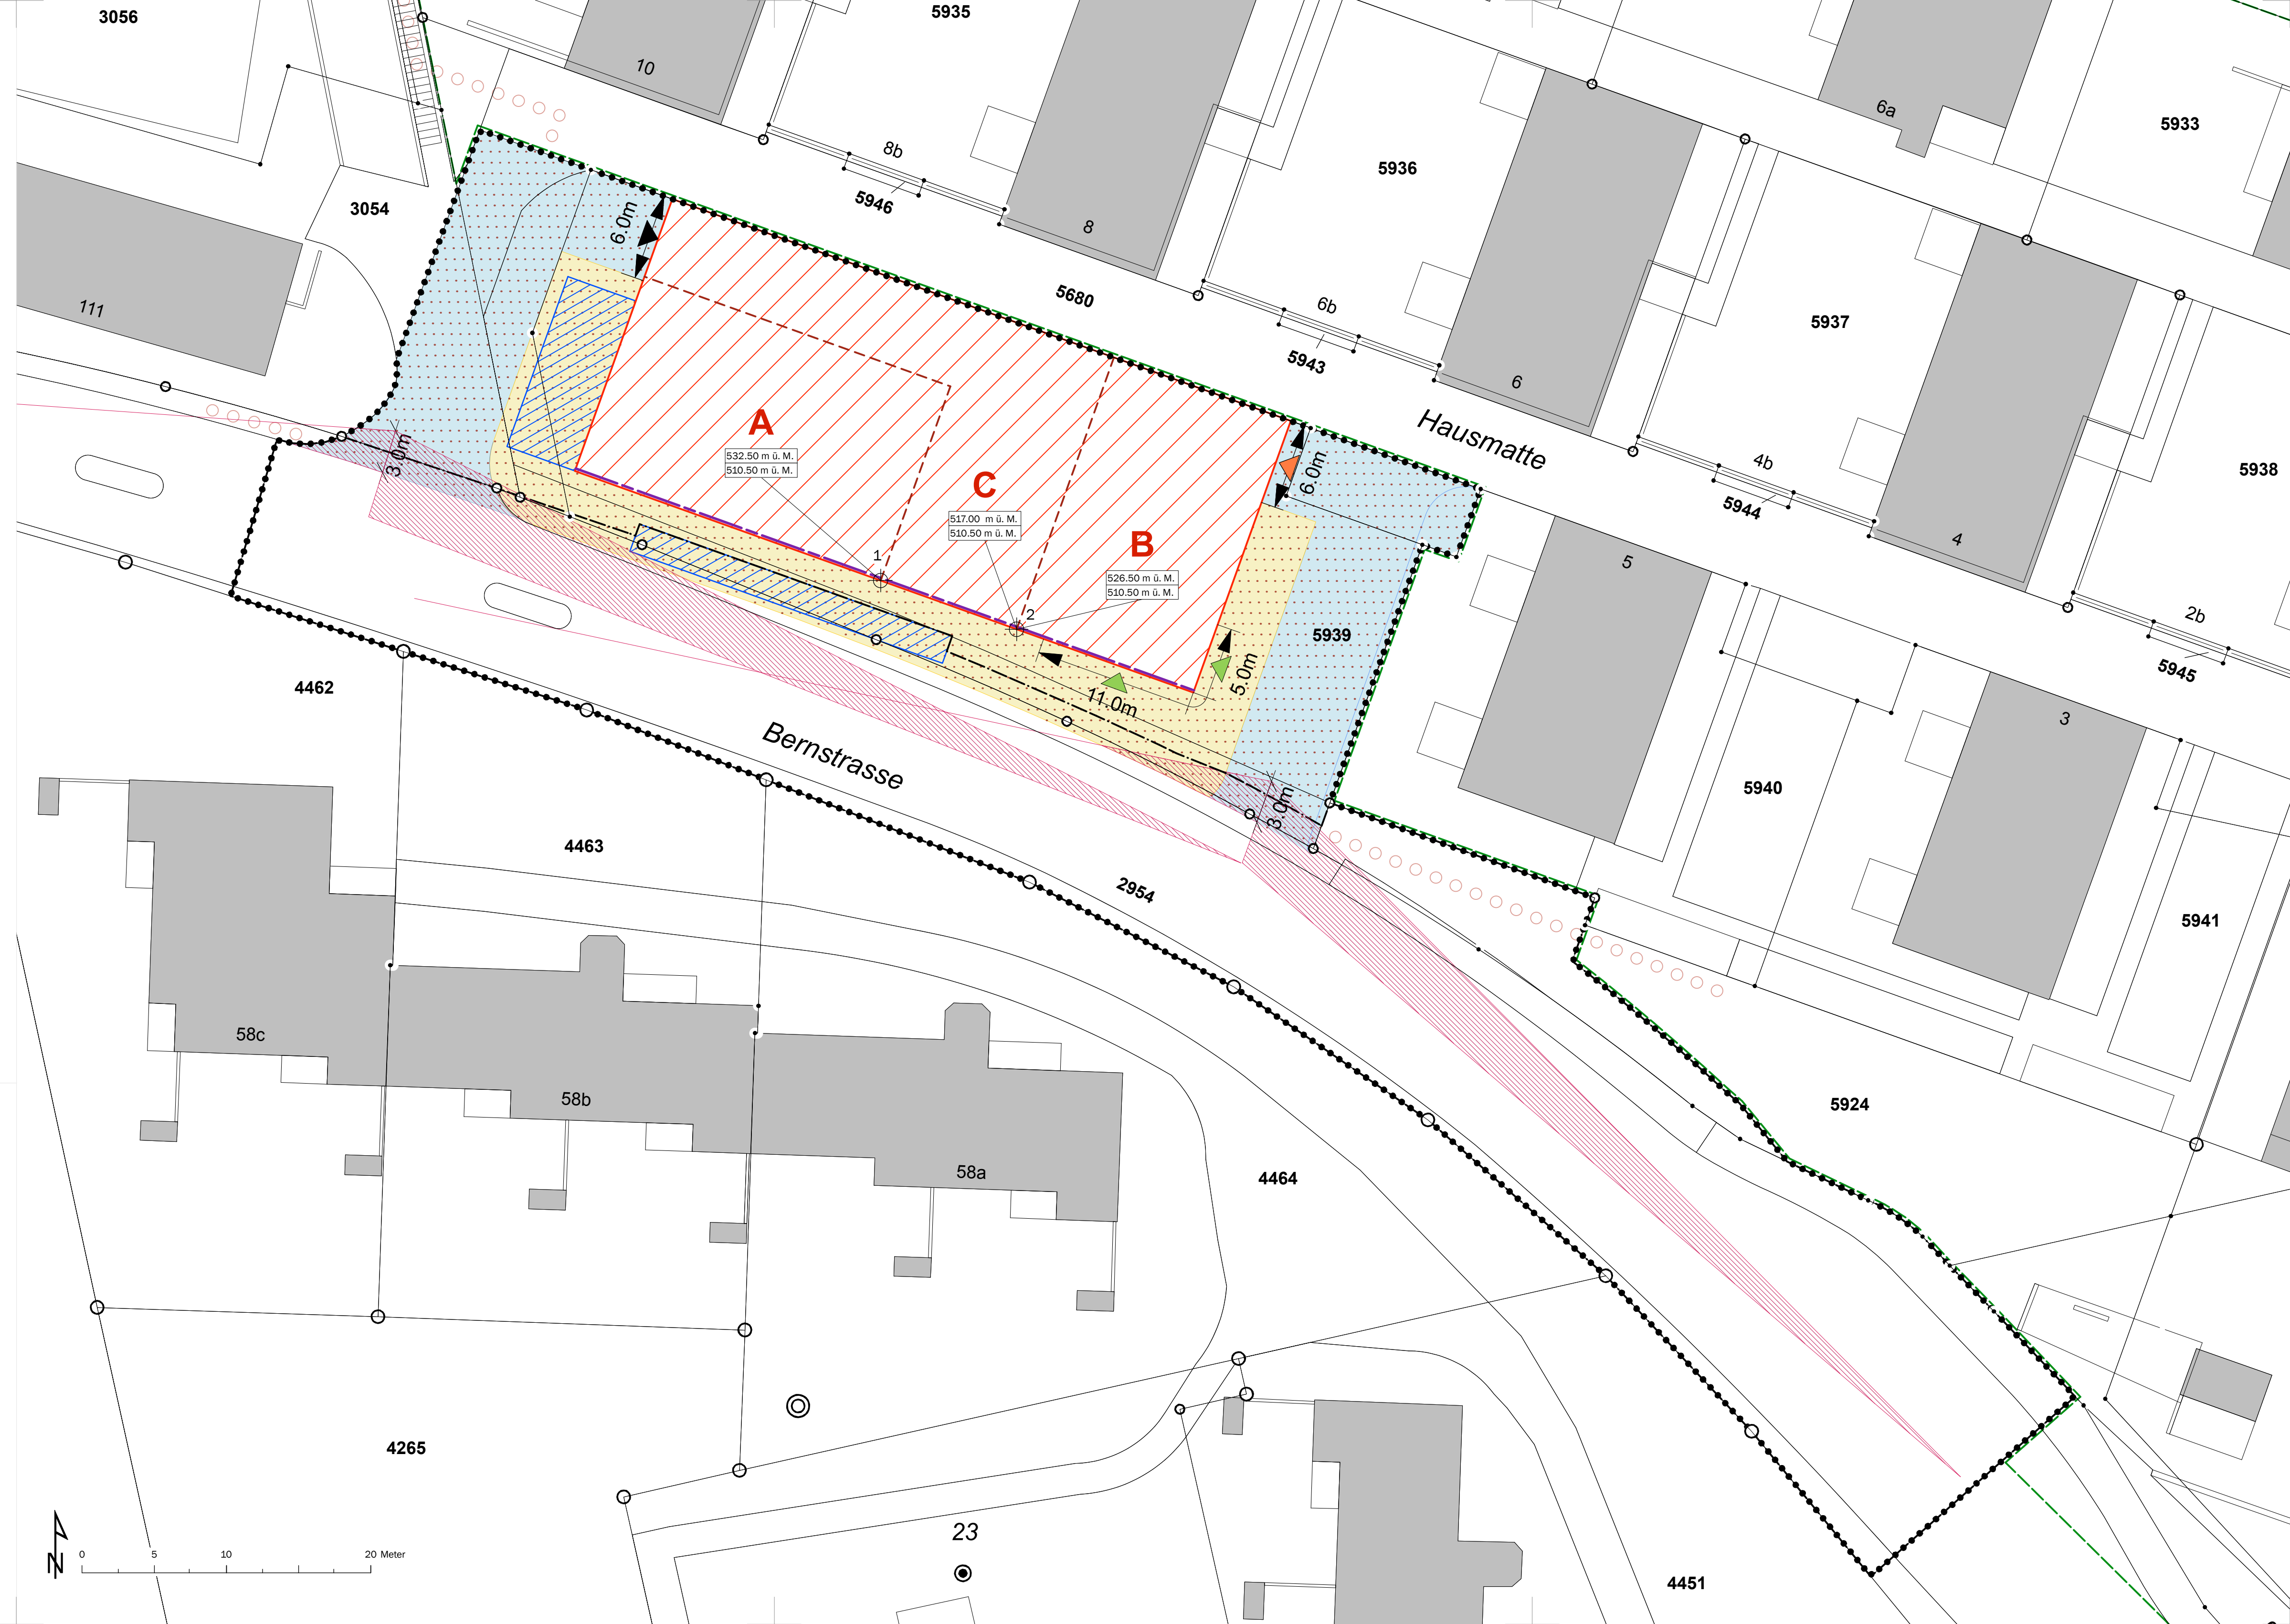 3056
5935
10
6a
5933
8b
5936
5946
3054
8
6.0m
5680
6b
5937
111
5943
6
Hausmatte
A
532.50 m ü. M.
510.50 m ü. M.
3.0m
4b
5938
5944
C
517.00 m ü. M.
510.50 m ü. M.
6.0m
4
B
526.50 m ü. M.
510.50 m ü. M.
1
2
5
2b
5939
5945
5.0m
11.0m
4462
3
Bernstrasse
5940
3.0m
4463
2954
5941
58c
58b
5924
58a
4464
4265
23
4451
N
0 5 10 20 Meter